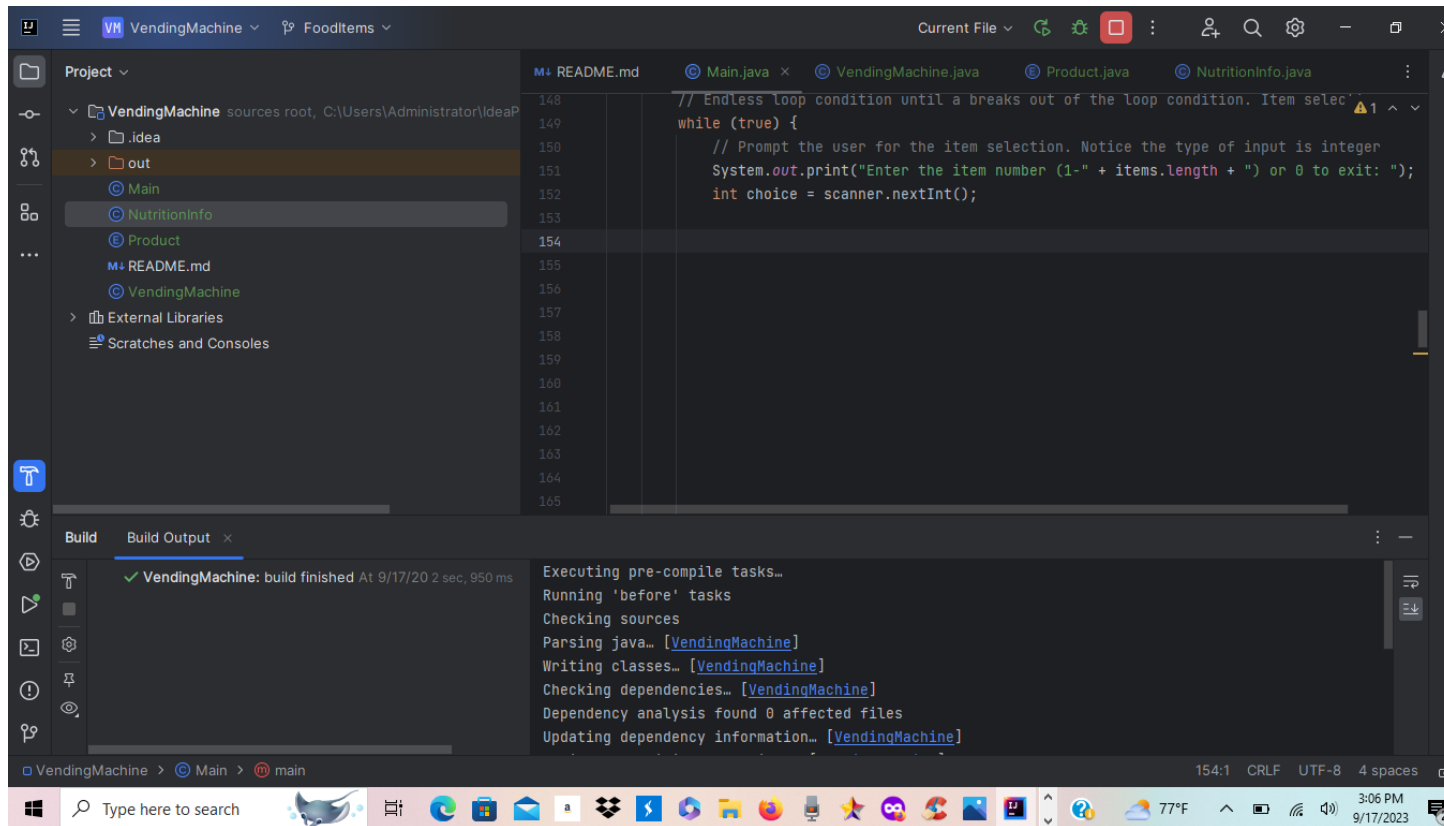 VM VendingMachine FoodItems Current File
Project
README.md Main.java × VendingMachine.java Product.java NutritionInfo.java
VendingMachine sources root, C:\Users\Administrator\IdeaP
.idea
out
Main
NutritionInfo
Product
README.md
VendingMachine
External Libraries
Scratches and Consoles
148 // Endless loop condition until a breaks out of the loop condition. Item selec
1
149 while (true) {
150 // Prompt the user for the item selection. Notice the type of input is integer
151 System.out.print("Enter the item number (1-" + items.length + ") or 0 to exit: ");
152 int choice = scanner.nextInt();
153
154
155
156
157
158
159
160
161
162
163
164
165
Build Build Output ×
VendingMachine: build finished At 9/17/20 2 sec, 950 ms
Executing pre-compile tasks…
Running 'before' tasks
Checking sources
Parsing java… [VendingMachine]
Writing classes… [VendingMachine]
Checking dependencies… [VendingMachine]
Dependency analysis found 0 affected files
Updating dependency information… [VendingMachine]
VendingMachine > Main > main 154:1 CRLF UTF-8 4 spaces
Type here to search 77°F 3:06 PM
9/17/2023